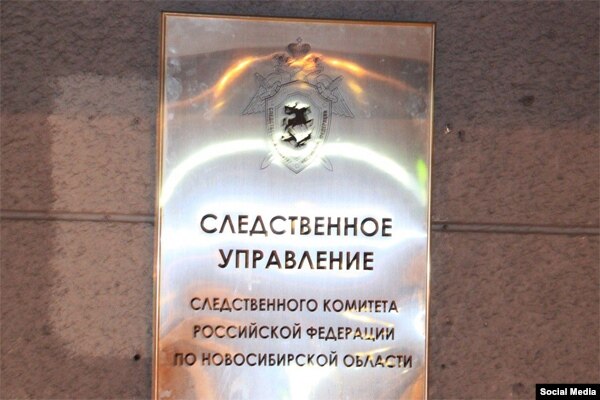 СЛЕДСТВЕННОЕ
УПРАВЛЕНИЕ
СЛЕДСТВЕННОГО КОМИТЕТА
РОССИЙСКОЙ ФЕДЕРАЦИИ
ПО НОВОСИБИРСКОЙ ОБЛАСТИ
Social Media